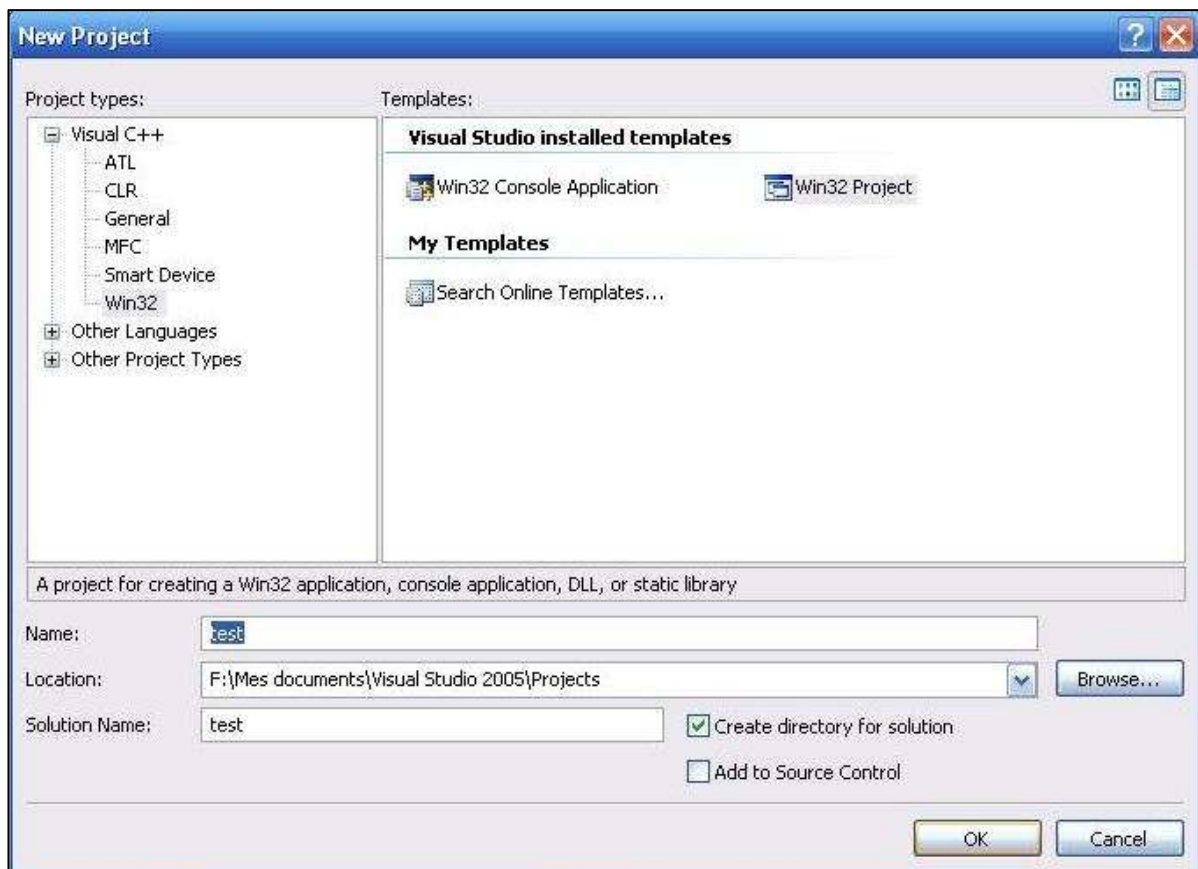 New Project
Project types:
Templates:
Visual C++
ATL
CLR
General
MFC
Smart Device
Win32
Other Languages
Other Project Types
Visual Studio installed templates
Win32 Console Application
Win32 Project
My Templates
Search Online Templates...
A project for creating a Win32 application, console application, DLL, or static library
Name:
test
Location:
F:\Mes documents\Visual Studio 2005\Projects
Browse...
Solution Name:
test
Create directory for solution
Add to Source Control
OK
Cancel